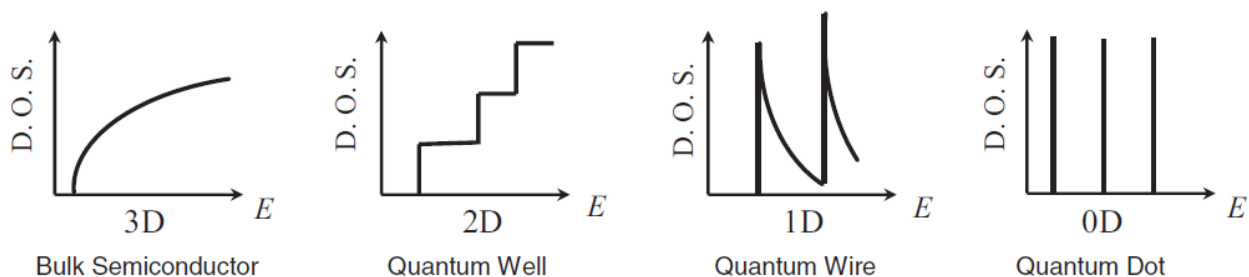 D. O. S.
E
3D
Bulk Semiconductor
D. O. S.
E
2D
Quantum Well
D. O. S.
E
1D
Quantum Wire
D. O. S.
E
0D
Quantum Dot